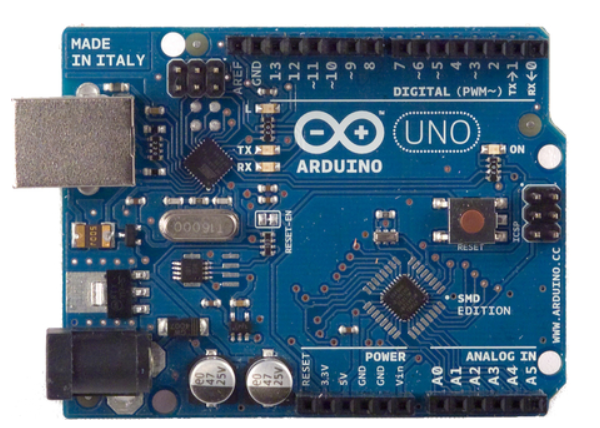 MADE
IN ITALY
AREF
GND
13
12
~11
~10
~9
8
7
~6
~5
4
~3
2
TX→1
RX←0
DIGITAL (PWM~)
L
TX
RX
ARDUINO
UNO
ON
T16000
RESET-EN
RESET
ICSP
SMD
EDITION
WWW.ARDUINO.CC
47
25V
47
25V
POWER
ANALOG IN
RESET
3.3V
5V
GND
GND
Vin
A0
A1
A2
A3
A4
A5